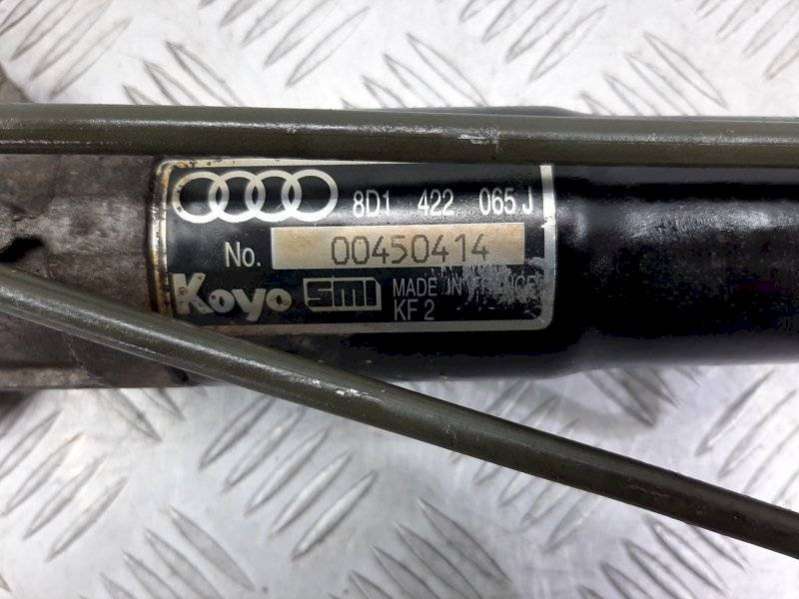 8D1 422 065 J
No. 00450414
Koyo smi MADE IN FRANCE
KF 2